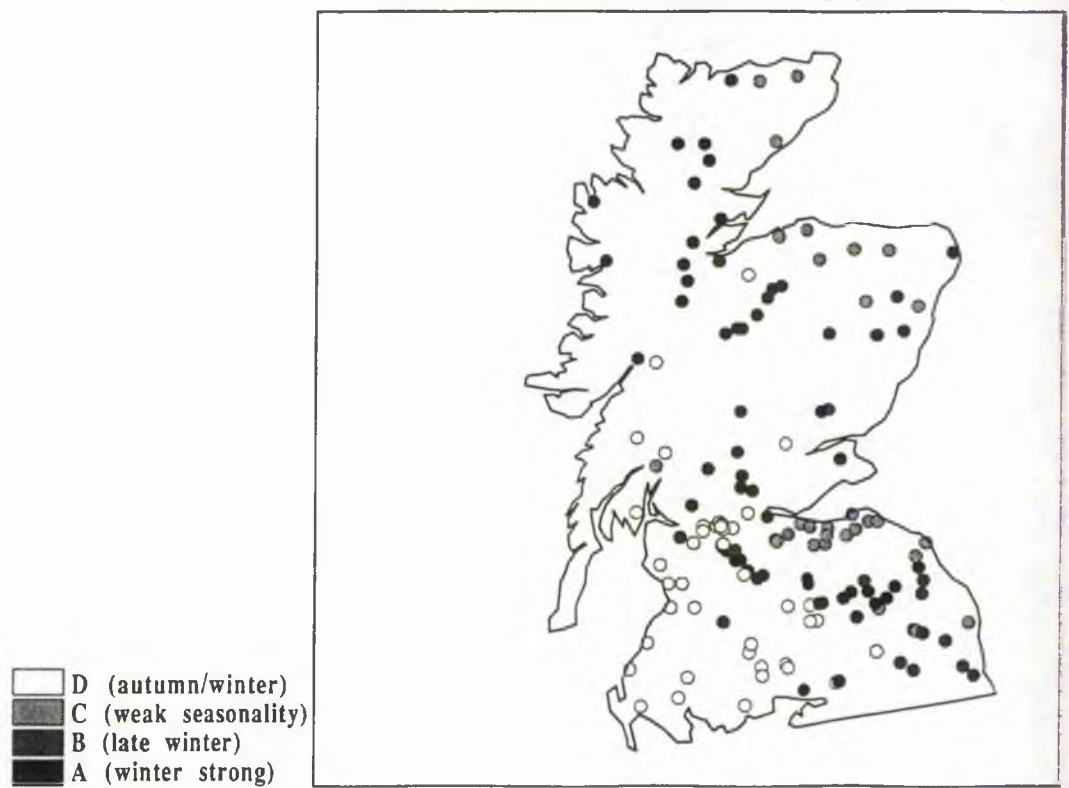 D (autumn/winter)
C (weak seasonality)
B (late winter)
A (winter strong)